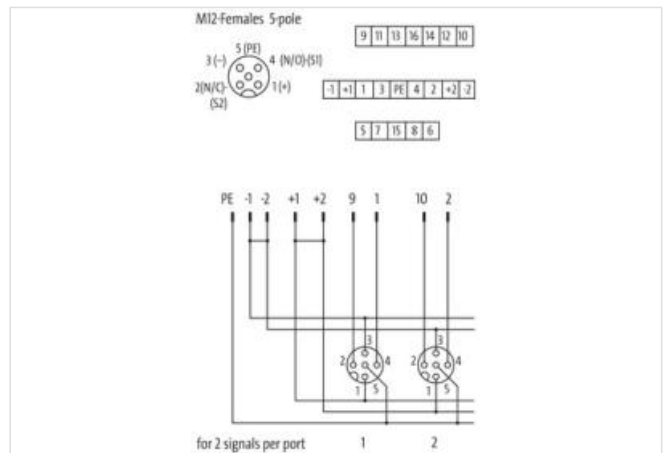 M12-Females 5-pole
5 (PE)
3 (–)
4 (N/O)-(S1)
2(N/C)-
(S2)
1 (+)
9 11 13 16 14 12 10
-1 +1 1 3 PE 4 2 +2 -2
5 7 15 8 6
PE -1 -2 +1 +2 9 1 10 2
3 3
2 4 2 4
1 5 1 5
for 2 signals per port 1 2